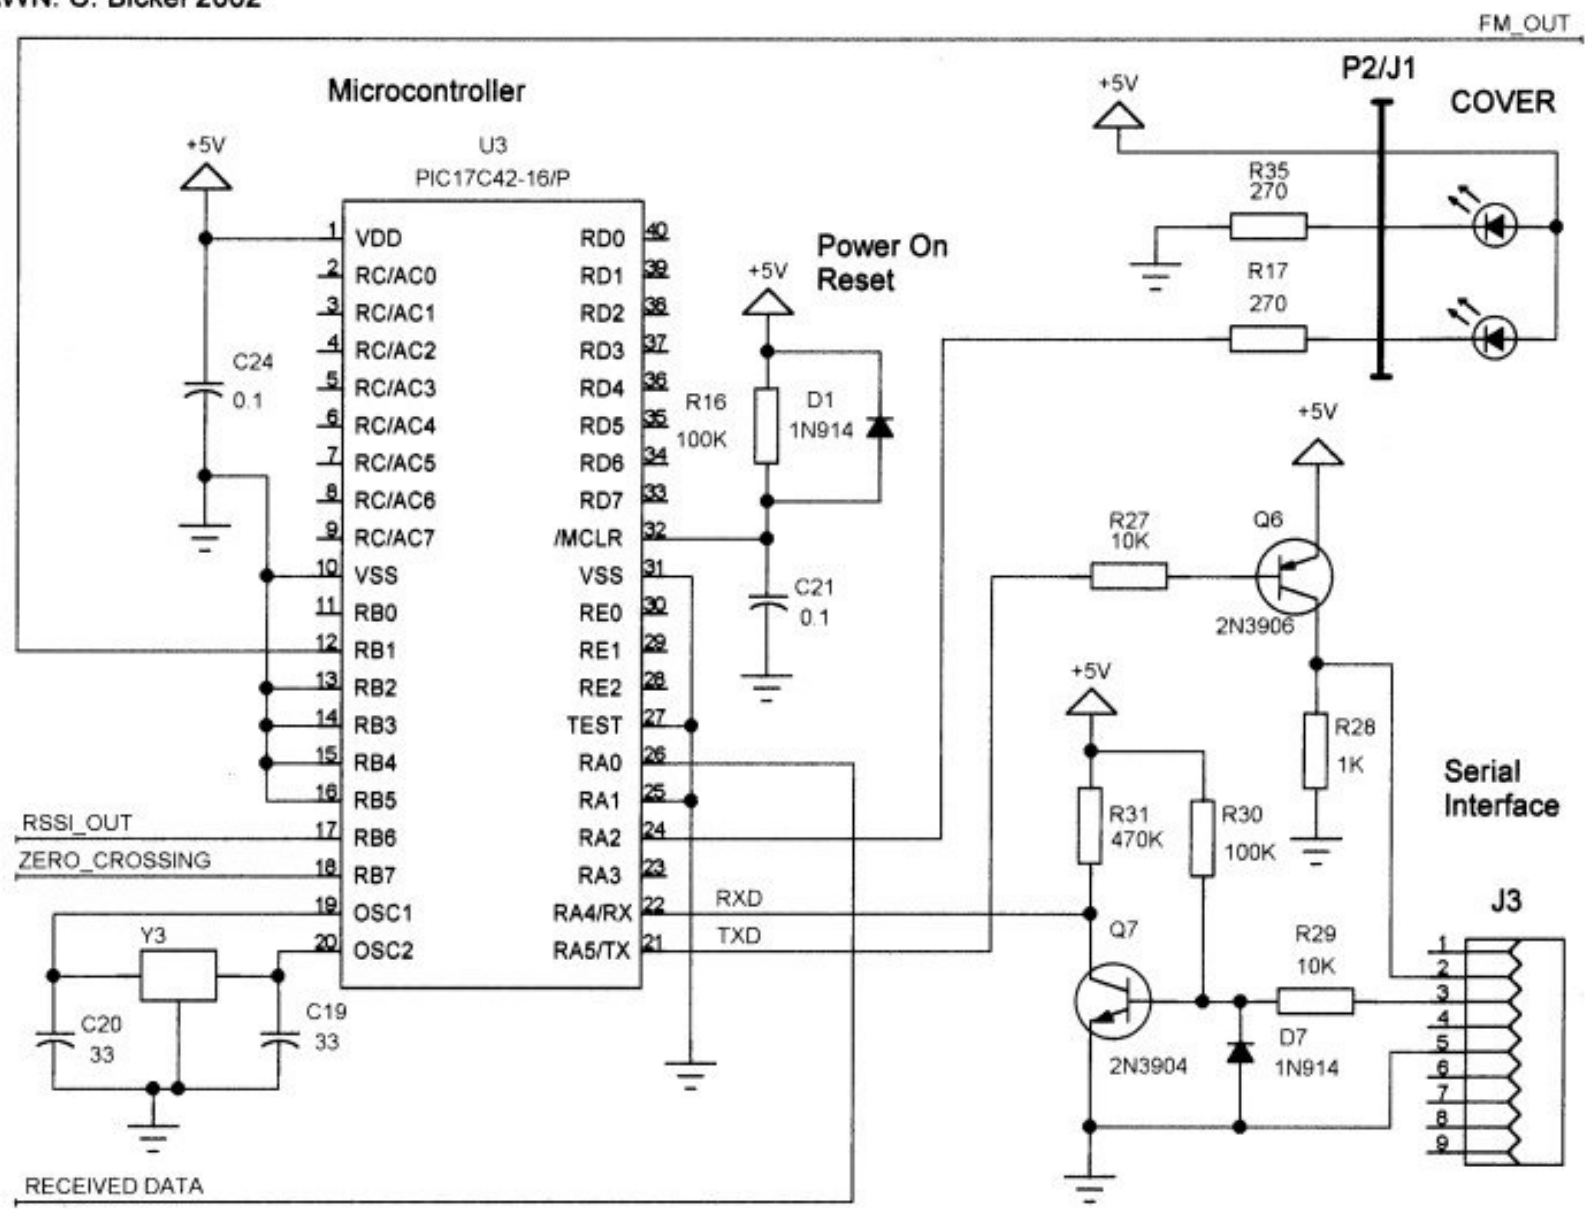 FM_OUT
Microcontroller
P2/J1
COVER
+5V
U3
PIC17C42-16/P
+5V
R35
270
1 VDD
RD0 40
2 RC/AC0
RD1 39
3 RC/AC1
RD2 38
4 RC/AC2
RD3 37
5 RC/AC3
RD4 36
6 RC/AC4
RD5 35
7 RC/AC5
RD6 34
8 RC/AC6
RD7 33
9 RC/AC7
/MCLR 32
10 VSS
VSS 31
11 RB0
RE0 30
12 RB1
RE1 29
13 RB2
RE2 28
14 RB3
TEST 27
15 RB4
RA0 26
16 RB5
RA1 25
17 RB6
RA2 24
18 RB7
RA3 23
19 OSC1
RA4/RX 22
20 OSC2
RA5/TX 21
Power On
Reset
+5V
R17
270
C24
0.1
R16
100K
D1
1N914
+5V
R27
10K
Q6
C21
0.1
2N3906
+5V
R28
1K
Serial
Interface
R31
470K
R30
100K
RSSI_OUT
ZERO_CROSSING
RXD
TXD
J3
Y3
Q7
R29
10K
1
2
3
4
5
6
7
8
9
C20
33
C19
33
D7
1N914
2N3904
RECEIVED DATA